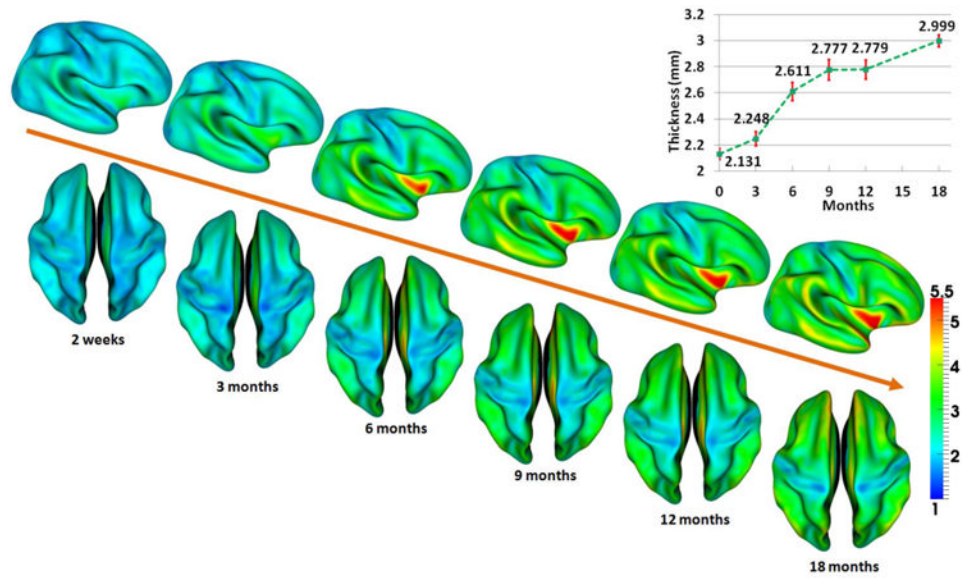 3.2
3
2.8
2.6
2.4
2.2
2
Thickness (mm)
2.131
2.248
2.611
2.777
2.779
2.999
0 3 6 9 12 15 18
Months
2 weeks
3 months
6 months
9 months
12 months
18 months
5.5
5
4
3
2
1